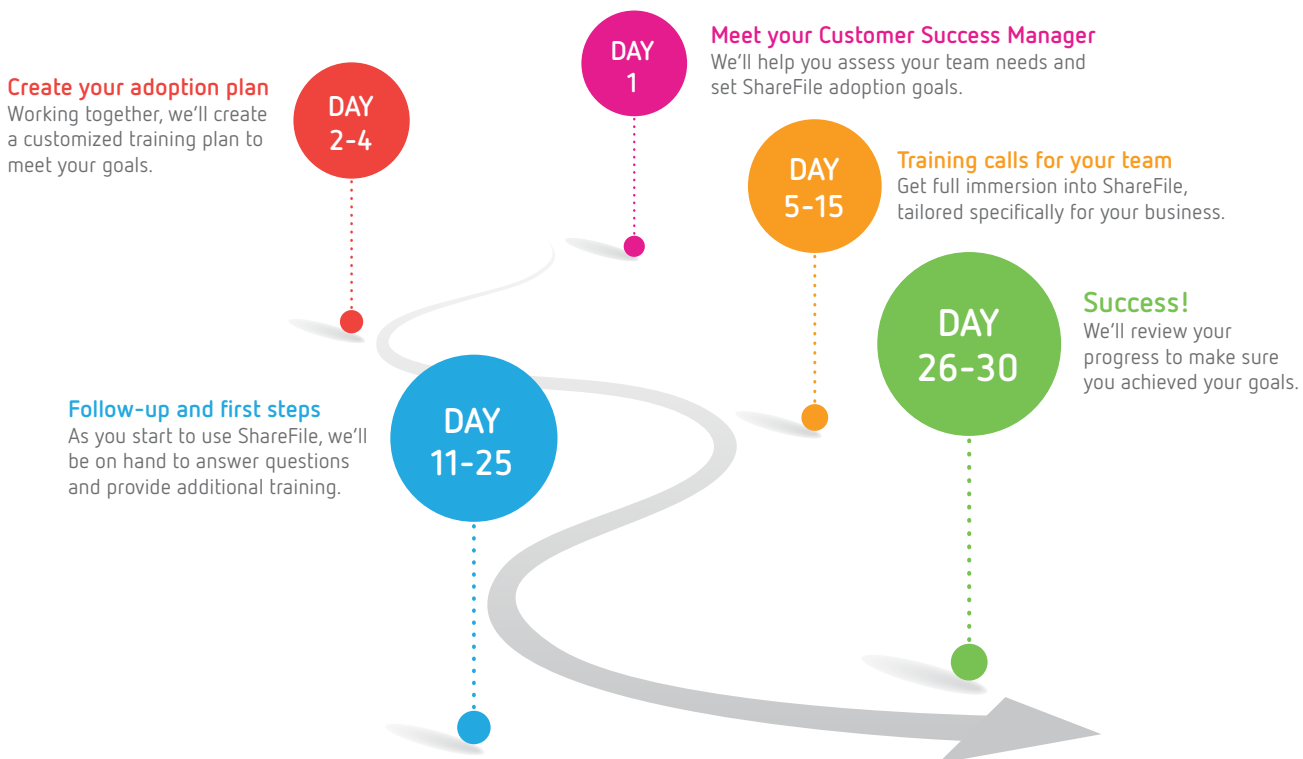 DAY
1
Meet your Customer Success Manager
We'll help you assess your team needs and
set ShareFile adoption goals.
DAY
2-4
Create your adoption plan
Working together, we'll create
a customized training plan to
meet your goals.
DAY
5-15
Training calls for your team
Get full immersion into ShareFile,
tailored specifically for your business.
DAY
11-25
Follow-up and first steps
As you start to use ShareFile, we'll
be on hand to answer questions
and provide additional training.
DAY
26-30
Success!
We'll review your
progress to make sure
you achieved your goals.